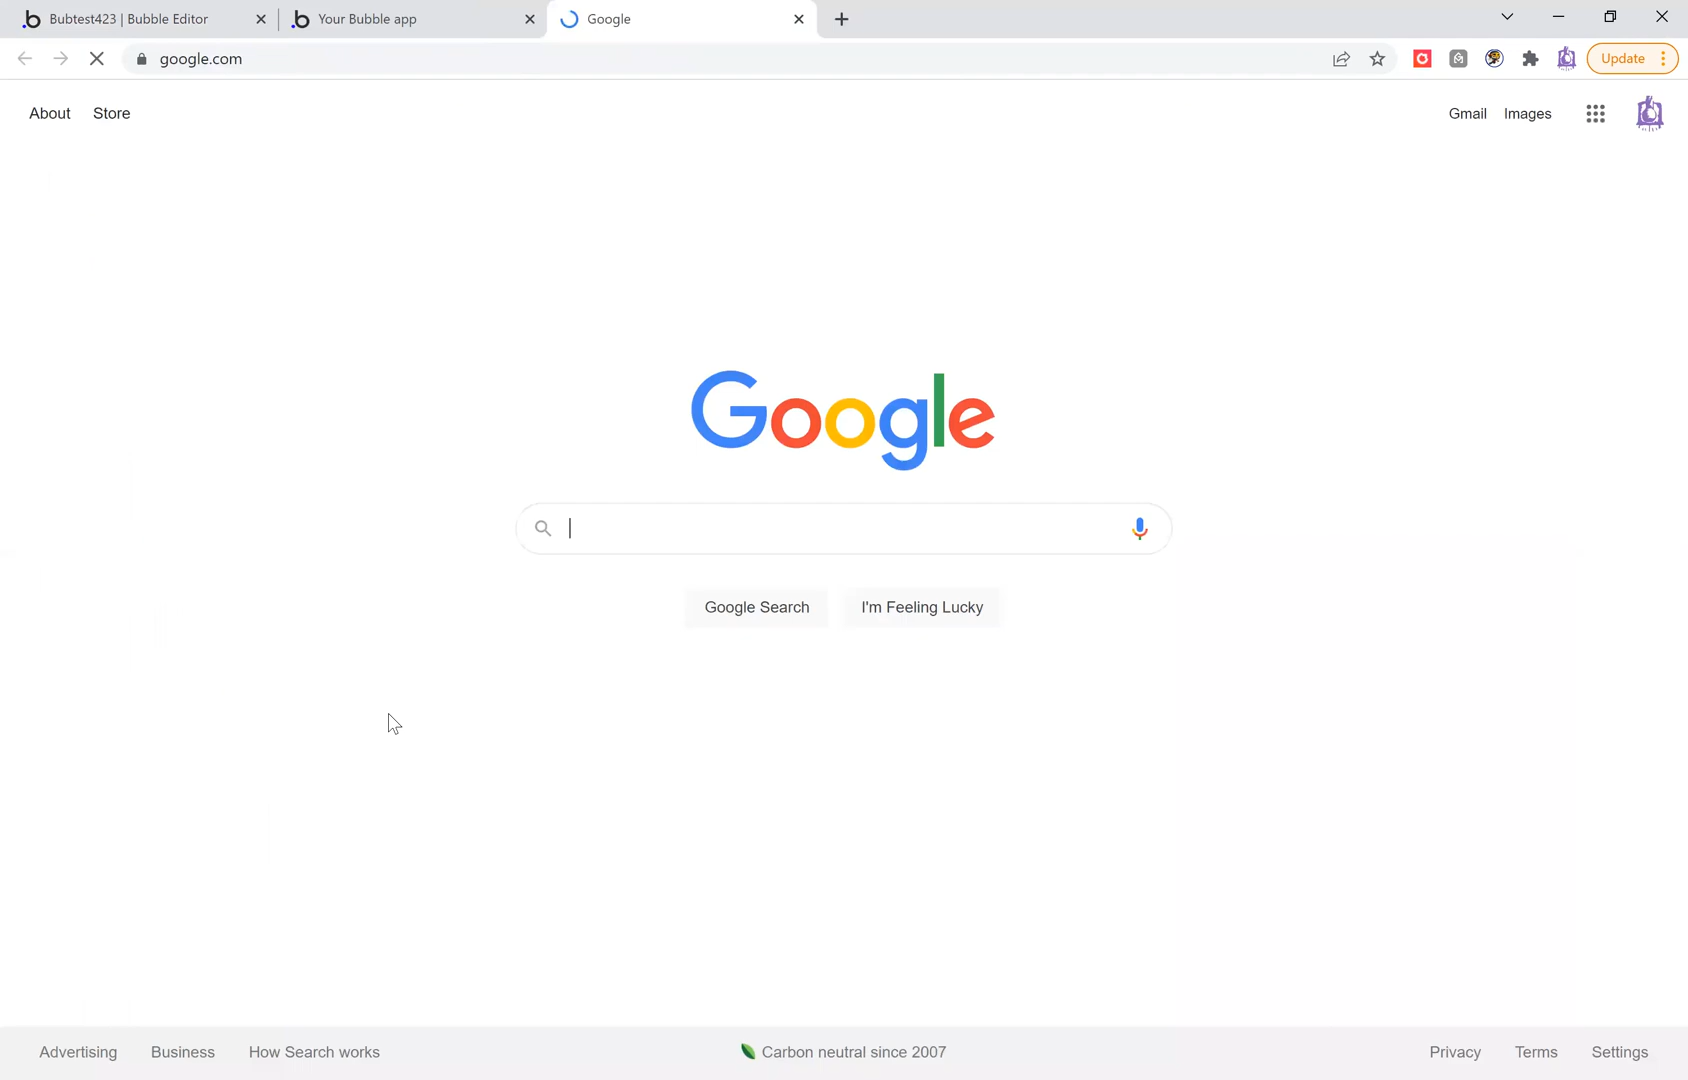 Bubtest423 | Bubble Editor
Your Bubble app
Google
google.com
Update
About
Store
Gmail
Images
Google
Google Search
I'm Feeling Lucky
Advertising
Business
How Search works
Carbon neutral since 2007
Privacy
Terms
Settings